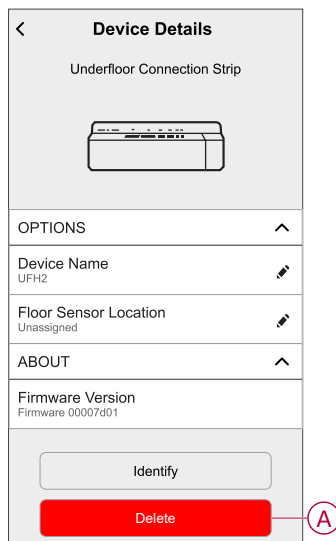 Device Details
Underfloor Connection Strip
OPTIONS
Device Name
UFH2
Floor Sensor Location
Unassigned
ABOUT
Firmware Version
Firmware 00007d01
Identify
Delete
A